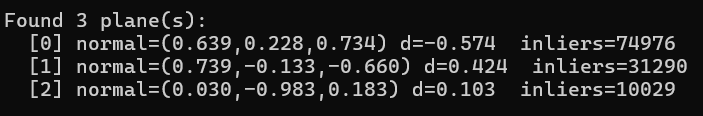 Found 3 plane(s):
[0] normal=(0.639,0.228,0.734) d=-0.574  inliers=74976
[1] normal=(0.739,-0.133,-0.660) d=0.424  inliers=31290
[2] normal=(0.030,-0.983,0.183) d=0.103  inliers=10029